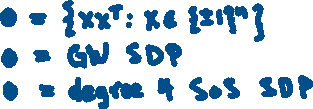 ● = {xxᵀ: x ∈ {±1}ⁿ}
● = GW SDP
● = degree 4 SoS SDP